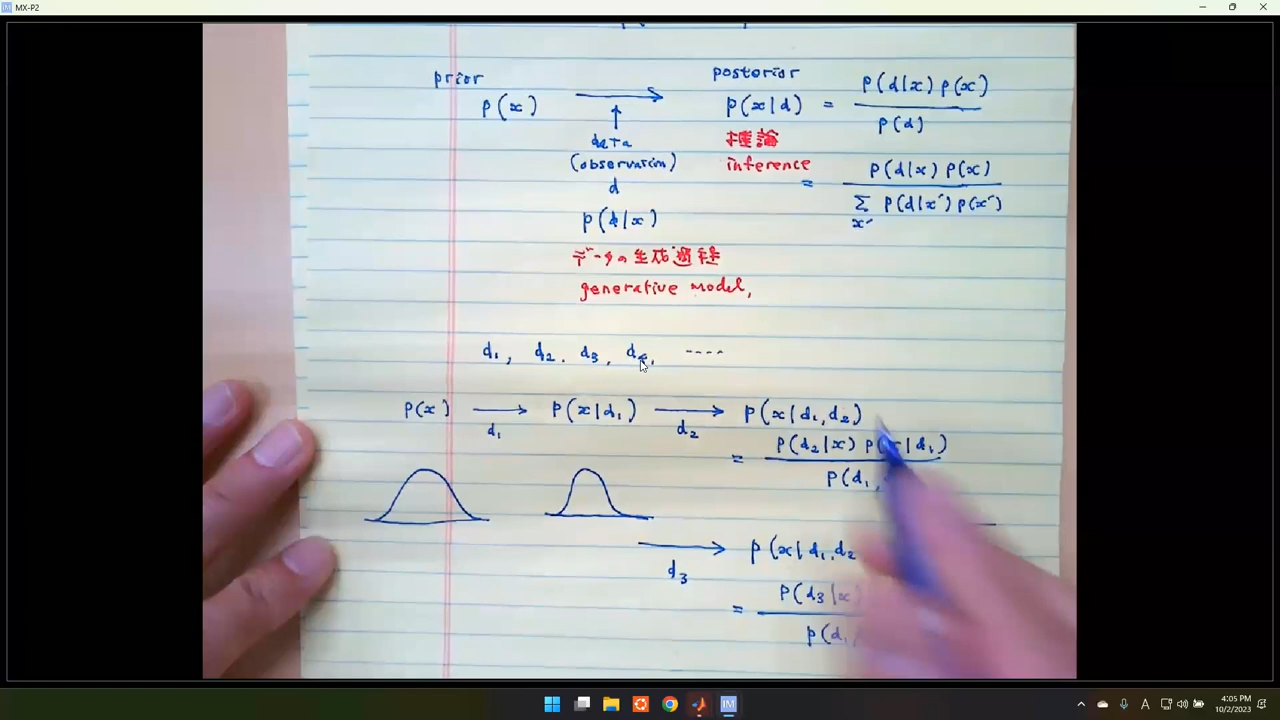 MX-P2
prior
posterior
p(x)
p(x|d) = p(d|x) p(x) / p(d)
data
(observation)
d
推論
inference
= p(d|x) p(x) / Σx' p(d|x') p(x')
p(d|x)
データの生成過程
generative model,
d1, d2. d3, d4, ----
p(x) → p(x|d1) → p(x|d1, d2)
d1
d2
= p(d2|x) p(x|d1)
p(d1,
→ p(x|d1.d2
d3
= p(d3|x)
p(d1
4:05 PM
10/2/2023